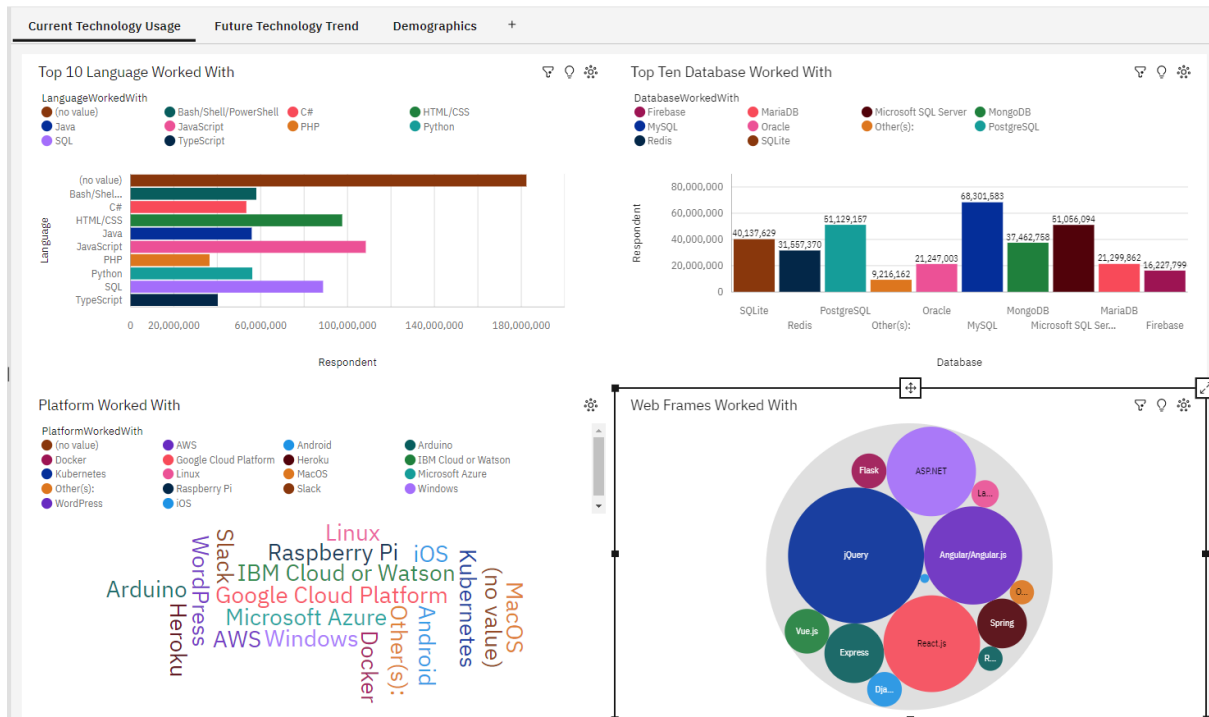 Current Technology Usage Future Technology Trend Demographics +
Top 10 Language Worked With
LanguageWorkedWith
(no value) Bash/Shell/PowerShell C# HTML/CSS
Java JavaScript PHP Python
SQL TypeScript
(no value)
Bash/Shel...
C#
HTML/CSS
Java
JavaScript
PHP
Python
SQL
TypeScript
Language
0 20,000,000 60,000,000 100,000,000 140,000,000 180,000,000
Respondent
Top Ten Database Worked With
DatabaseWorkedWith
Firebase MariaDB Microsoft SQL Server MongoDB
MySQL Oracle Other(s): PostgreSQL
Redis SQLite
Respondent
80,000,000
60,000,000
40,000,000
20,000,000
0
40,137,629
31,557,370
51,129,157
9,216,162
21,247,003
68,301,583
37,462,758
51,056,094
21,299,862
16,227,799
SQLite PostgreSQL Oracle MongoDB MariaDB
Redis Other(s): MySQL Microsoft SQL Ser... Firebase
Database
Platform Worked With
PlatformWorkedWith
(no value) AWS Android Arduino
Docker Google Cloud Platform Heroku IBM Cloud or Watson
Kubernetes Linux MacOS Microsoft Azure
Other(s): Raspberry Pi Slack Windows
WordPress iOS
Linux
Raspberry Pi
iOS
IBM Cloud or Watson
Arduino
Google Cloud Platform
Microsoft Azure
AWS
Windows
Slack
WordPress
Heroku
Docker
Other(s):
Android
Kubernetes
(no value)
MacOS
Web Frames Worked With
Flask
ASP.NET
La...
jQuery
Angular/Angular.js
O...
Vue.js
Express
React.js
Spring
R...
Dja...